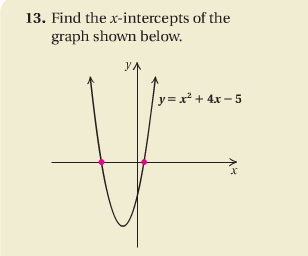 13. Find the x-intercepts of the
graph shown below.
y
y = x² + 4x – 5
x